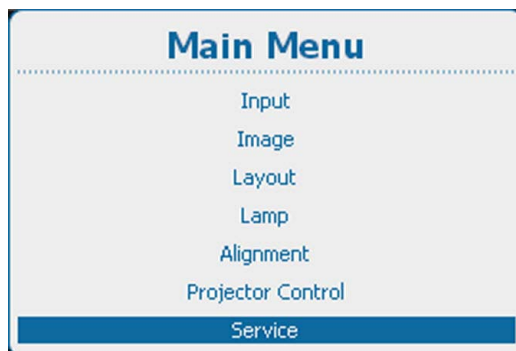 Main Menu
Input
Image
Layout
Lamp
Alignment
Projector Control
Service